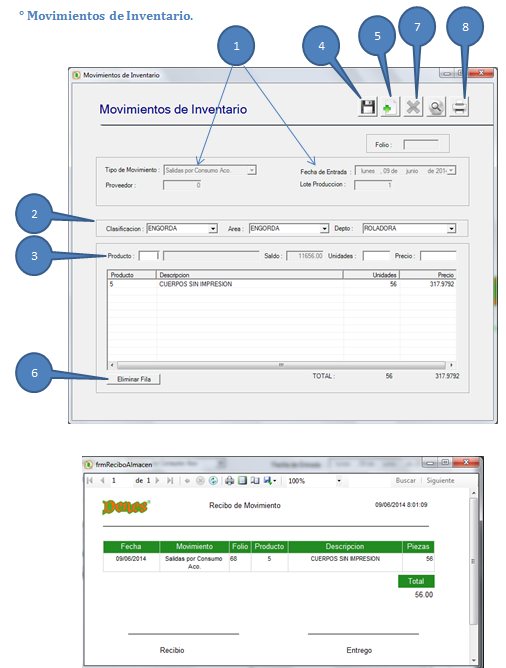 ° Movimientos de Inventario.
1
4
5
7
8
Movimientos de Inventario
Movimientos de Inventario
Folio :
Tipo de Movimiento : Salidas por Consumo Aco. Fecha de Entrada : lunes , 09 de junio de 201
Proveedor : 0 Lote Produccion : 1
2
Clasificacion : ENGORDA Area : ENGORDA Depto : ROLADORA
3
Producto : Saldo : 11656.00 Unidades : Precio :
Producto Descripcion Unidades Precio
5 CUERPOS SIN IMPRESION 56 317.9792
6
Eliminar Fila TOTAL : 56 317.9792
frmReciboAlmacen
1 de 1 100% Buscar Siguiente
Recibo de Movimiento 09/06/2014 8:01:09
Fecha Movimiento Folio Producto Descripcion Piezas
09/06/2014 Salidas por Consumo 68 5 CUERPOS SIN IMPRESION 56
Aco.
Total
56.00
Recibio Entrego